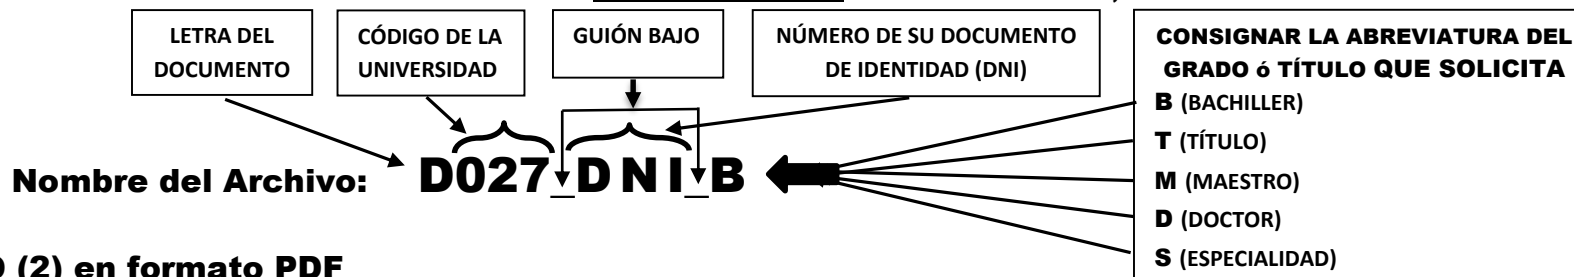 LETRA DEL
DOCUMENTO
CÓDIGO DE LA
UNIVERSIDAD
GUIÓN BAJO
NÚMERO DE SU DOCUMENTO
DE IDENTIDAD (DNI)
CONSIGNAR LA ABREVIATURA DEL
GRADO ó TÍTULO QUE SOLICITA
B (BACHILLER)
T (TÍTULO)
M (MAESTRO)
D (DOCTOR)
S (ESPECIALIDAD)
Nombre del Archivo: D027_DNI_B
(2) en formato PDF